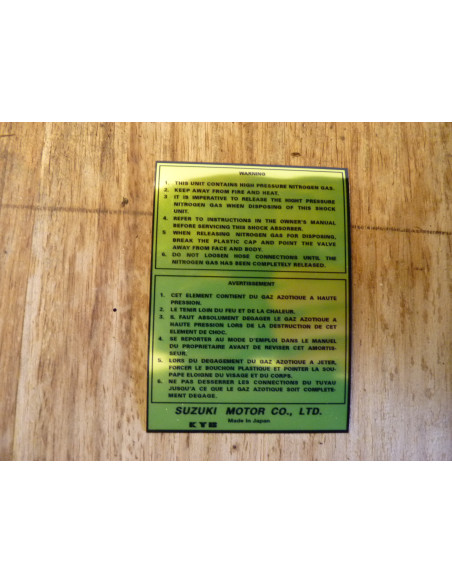 WARNING
1. THIS UNIT CONTAINS HIGH PRESSURE NITROGEN GAS.
2. KEEP AWAY FROM FIRE AND HEAT.
3 IT IS IMPERATIVE TO RELEASE THE HIGHT PRESSURE
NITROGEN GAS WHEN DISPOSING OF THIS SHOCK
UNIT.
4. REFER TO INSTRUCTIONS IN THE OWNER'S MANUAL
BEFORE SERVICING THIS SHOCK ABSORBER.
5. WHEN RELEASING NITROGEN GAS FOR DISPOSING,
BREAK THE PLASTIC CAP AND POINT THE VALVE
AWAY FROM FACE AND BODY.
6. DO NOT LOOSEN HOSE CONNECTIONS UNTIL THE
NITROGEN GAS HAS BEEN COMPLETELY RELEASED.
AVERTISSEMENT
1. CET ELEMENT CONTIENT DU GAZ AZOTIQUE A HAUTE
PRESSION.
2. LE TENIR LOIN DU FEU ET DE LA CHALEUR.
3. IL FAUT ABSOLUMENT DEGAGER LE GAZ AZOTIQUE A
HAUTE PRESSION LORS DE LA DESTRUCTION DE CET
ELEMENT DE CHOC.
4. SE REPORTER AU MODE D'EMPLOI DANS LE MANUEL
DU PROPRIETAIRE AVANT DE REVISER CET AMORTIS-
SEUR.
5. LORS DU DEGAGEMENT DU GAZ AZOTIQUE A JETER,
FORCER LE BOUCHON PLASTIQUE ET POINTER LA SOU-
PAPE ELOIGNE DU VISAGE ET DU CORPS.
6. NE PAS DESSERRER LES CONNECTIONS DU TUYAU
JUSQU'A CE QUE LE GAZ AZOTIQUE SOIT COMPLETE-
MENT DEGAGE.
SUZUKI MOTOR CO., LTD.
KYB Made in Japan